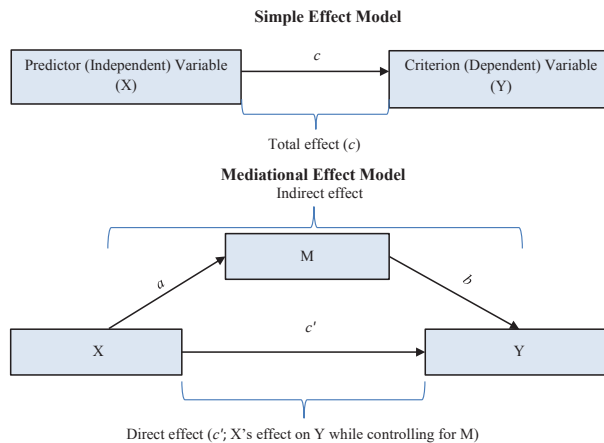 Simple Effect Model
Predictor (Independent) Variable
(X)
c
Criterion (Dependent) Variable
(Y)
Total effect (c)
Mediational Effect Model
Indirect effect
M
a
b
X
c'
Y
Direct effect (c'; X's effect on Y while controlling for M)